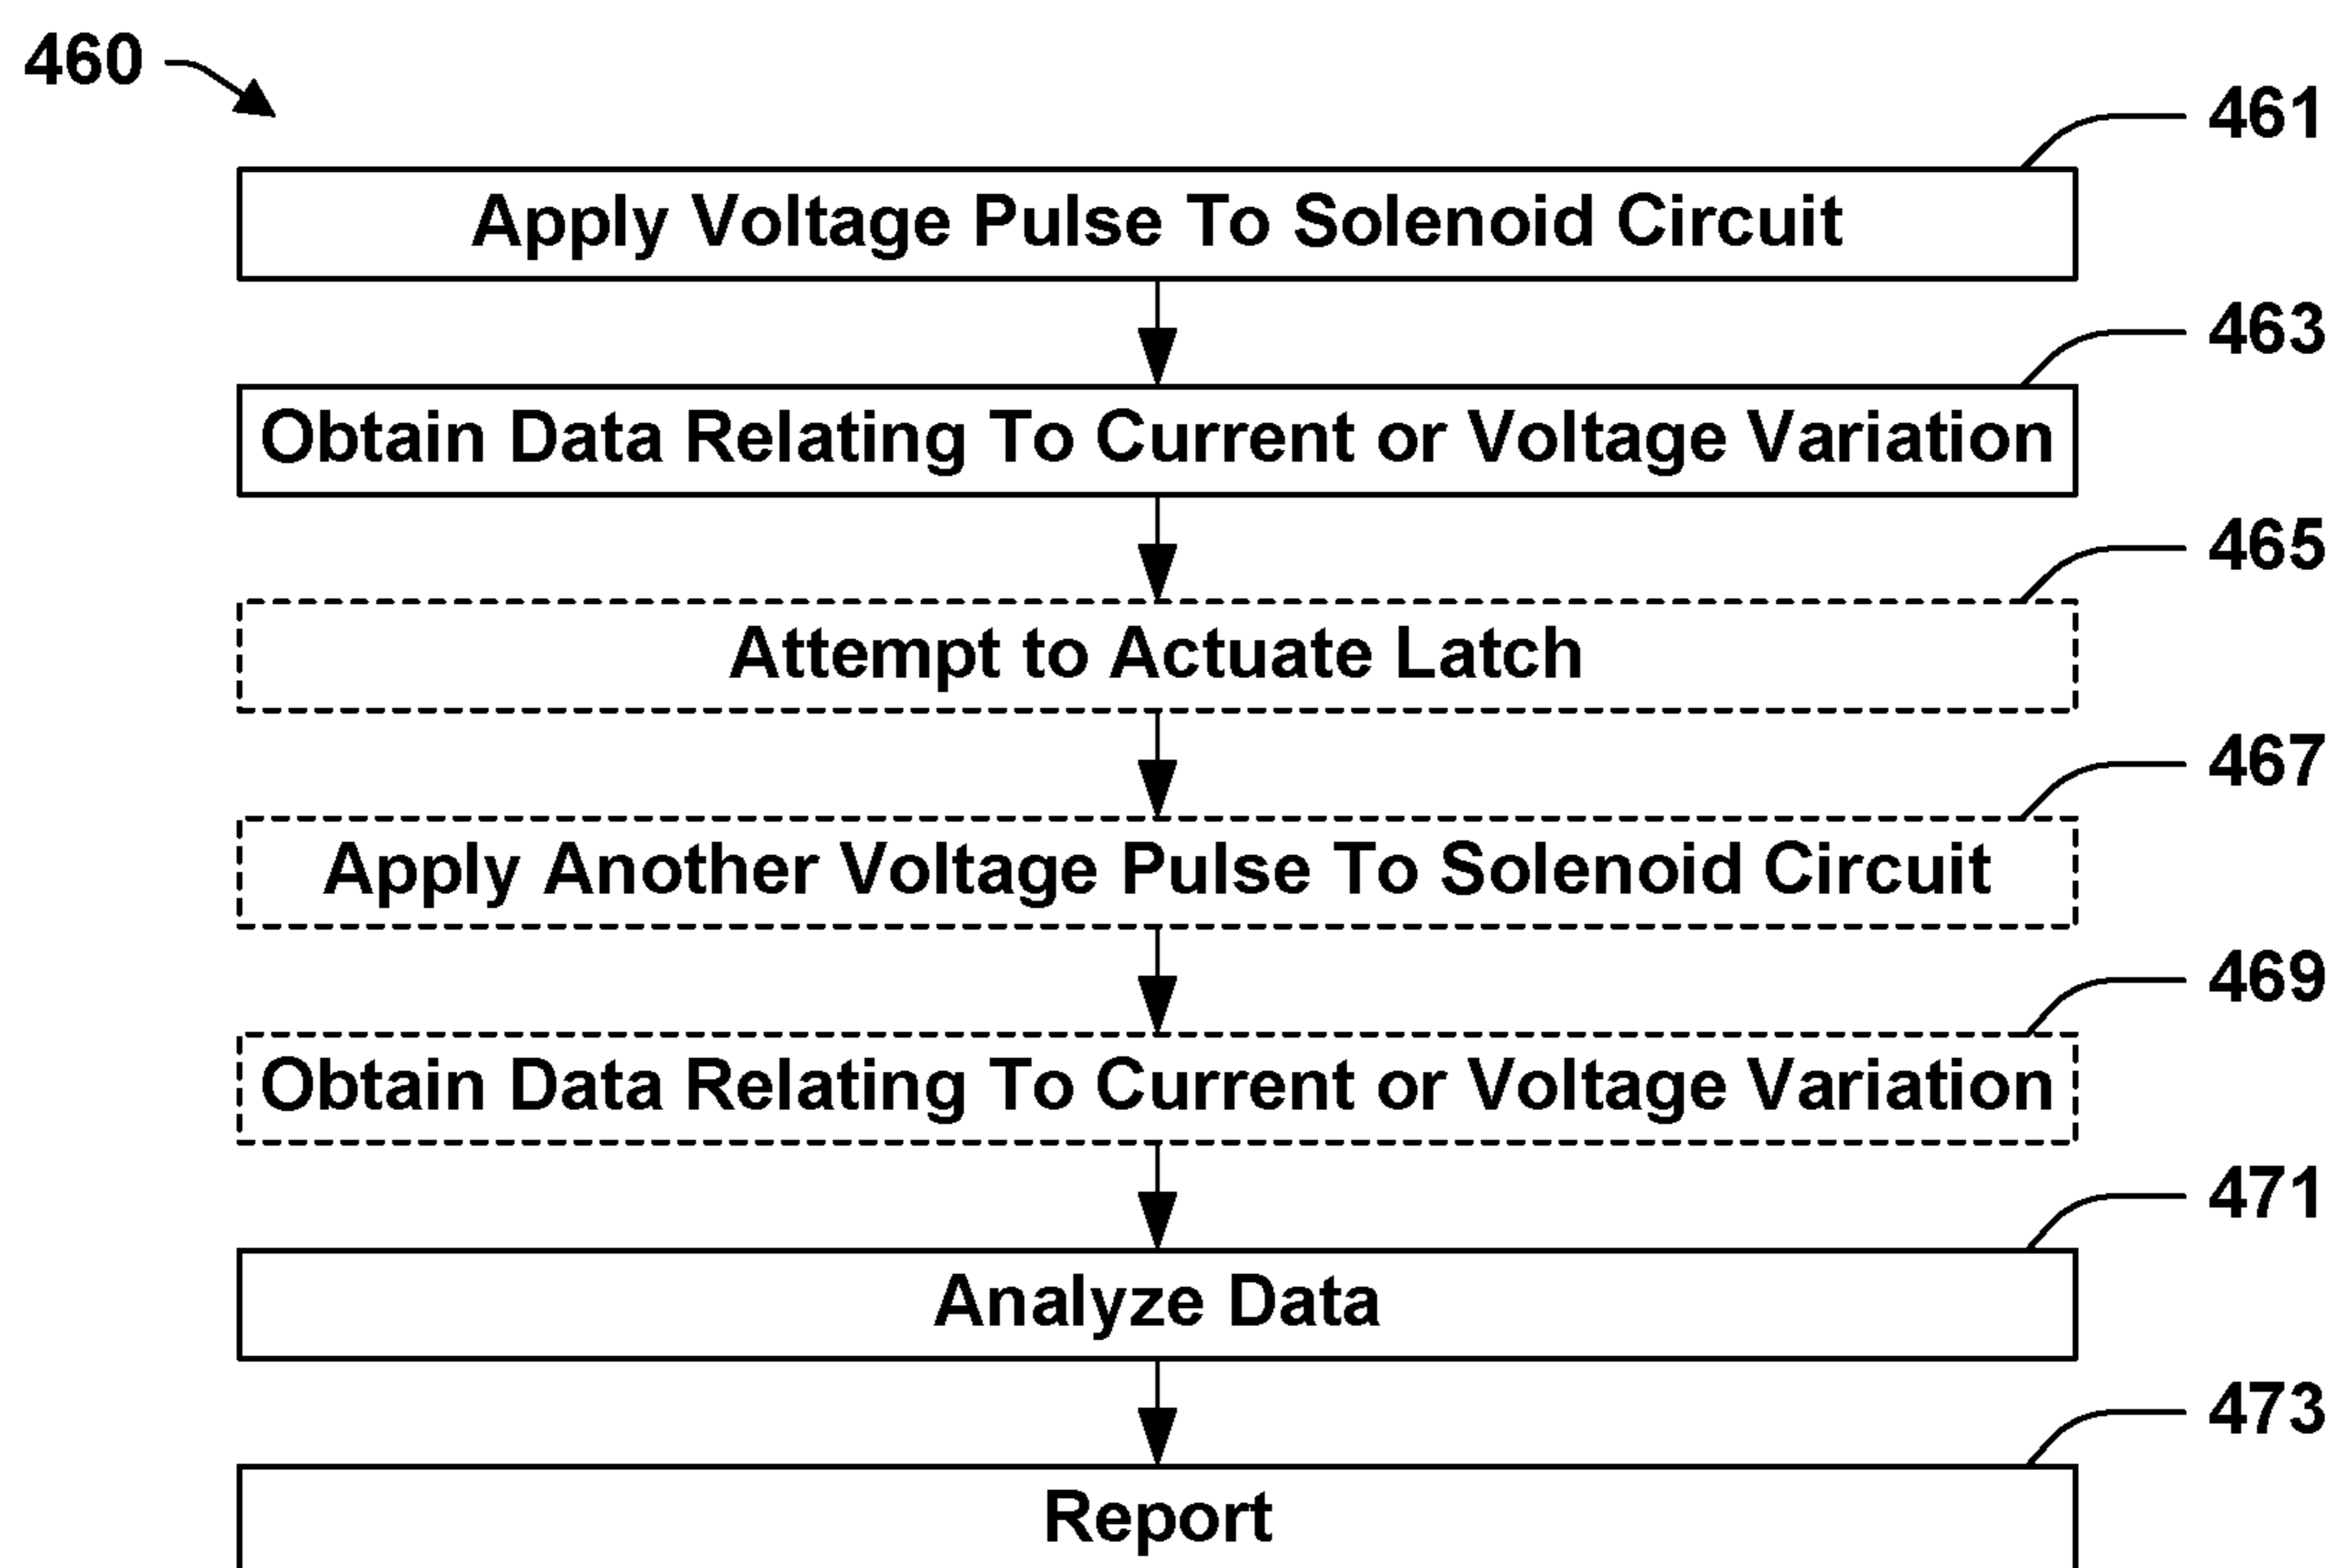 460
461
Apply Voltage Pulse To Solenoid Circuit
463
Obtain Data Relating To Current or Voltage Variation
465
Attempt to Actuate Latch
467
Apply Another Voltage Pulse To Solenoid Circuit
469
Obtain Data Relating To Current or Voltage Variation
471
Analyze Data
473
Report